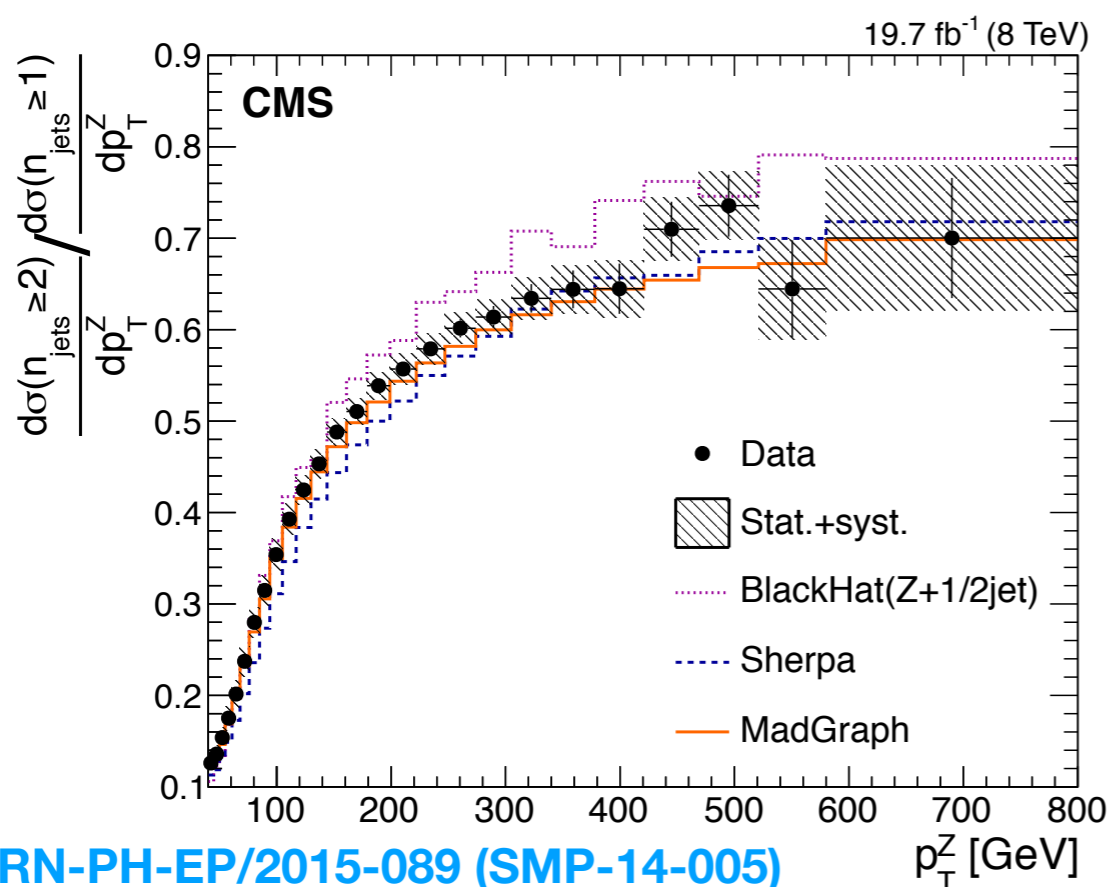 19.7 fb⁻¹ (8 TeV)
CMS
dσ(n_jets ≥2) / dσ(n_jets ≥ 1)
dp_T^Z dp_T^Z
0.9
0.8
0.7
0.6
0.5
0.4
0.3
0.2
0.1
Data
Stat.+syst.
BlackHat(Z+1/2jet)
Sherpa
MadGraph
100 200 300 400 500 600 700 800
p_T^Z [GeV]
RN-PH-EP/2015-089 (SMP-14-005)